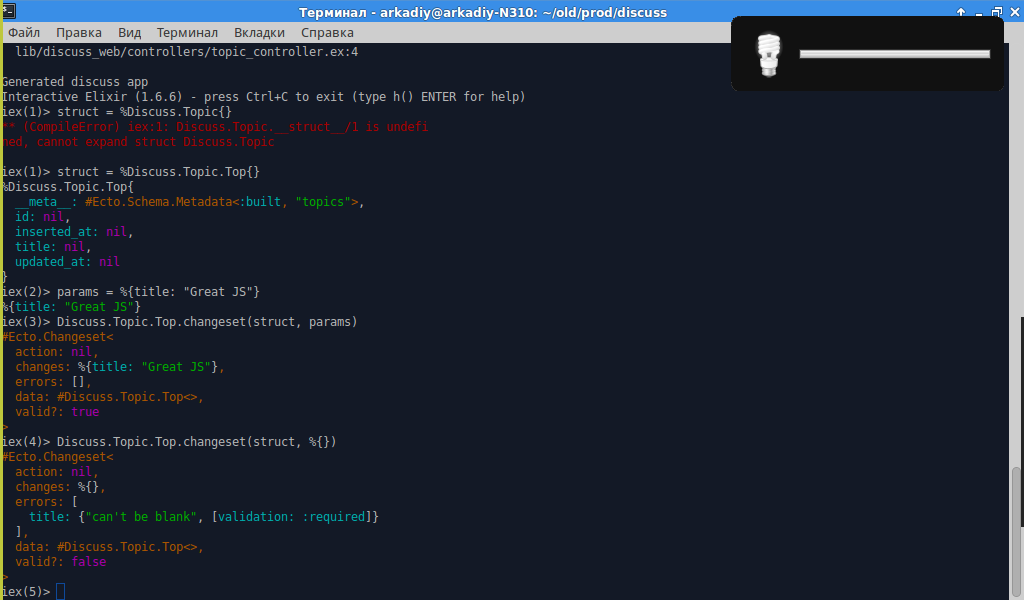 Терминал - arkadiy@arkadiy-N310: ~/old/prod/discuss
Файл Правка Вид Терминал Вкладки Справка
lib/discuss_web/controllers/topic_controller.ex:4
Generated discuss app
Interactive Elixir (1.6.6) - press Ctrl+C to exit (type h() ENTER for help)
iex(1)> struct = %Discuss.Topic{}
** (CompileError) iex:1: Discuss.Topic.__struct__/1 is undefi
ned, cannot expand struct Discuss.Topic
iex(1)> struct = %Discuss.Topic.Top{}
%Discuss.Topic.Top{
  __meta__: #Ecto.Schema.Metadata<:built, "topics">,
  id: nil,
  inserted_at: nil,
  title: nil,
  updated_at: nil
}
iex(2)> params = %{title: "Great JS"}
%{title: "Great JS"}
iex(3)> Discuss.Topic.Top.changeset(struct, params)
#Ecto.Changeset<
  action: nil,
  changes: %{title: "Great JS"},
  errors: [],
  data: #Discuss.Topic.Top<>,
  valid?: true
>
iex(4)> Discuss.Topic.Top.changeset(struct, %{})
#Ecto.Changeset<
  action: nil,
  changes: %{},
  errors: [
    title: {"can't be blank", [validation: :required]}
  ],
  data: #Discuss.Topic.Top<>,
  valid?: false
>
iex(5)>